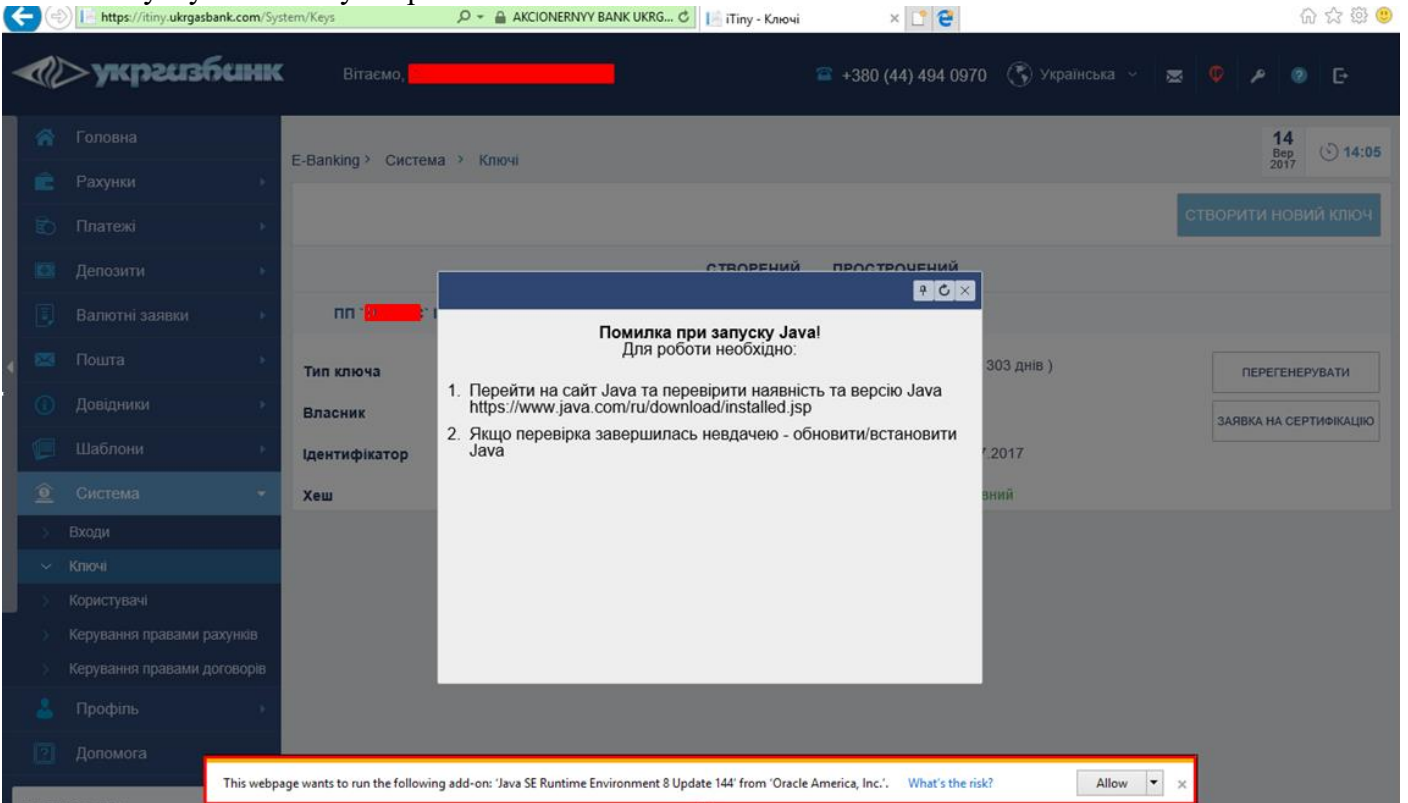 https://itiny.ukrgasbank.com/System/Keys
AKCIONERNYY BANK UKRG...
iTiny - Ключі
укргазбанк
Вітаємо,
+380 (44) 494 0970
Українська
14
Вер
2017
14:05
Головна
Рахунки
Платежі
Депозити
Валютні заявки
Пошта
Довідники
Шаблони
Система
Входи
Ключі
Користувачі
Керування правами рахунків
Керування правами договорів
Профіль
Допомога
E-Banking > Система > Ключі
СТВОРИТИ НОВИЙ КЛЮЧ
СТВОРЕНИЙ ПРОСТРОЧЕНИЙ
ПП
Тип ключа
303 днів )
Власник
Ідентифікатор
.2017
Хеш
ПЕРЕГЕНЕРУВАТИ
ЗАЯВКА НА СЕРТИФІКАЦІЮ
Помилка при запуску Java!
Для роботи необхідно:
1. Перейти на сайт Java та перевірити наявність та версію Java
https://www.java.com/ru/download/installed.jsp
2. Якщо перевірка завершилась невдачею - обновити/встановити
Java
This webpage wants to run the following add-on: 'Java SE Runtime Environment 8 Update 144' from 'Oracle America, Inc.'. What's the risk?
Allow